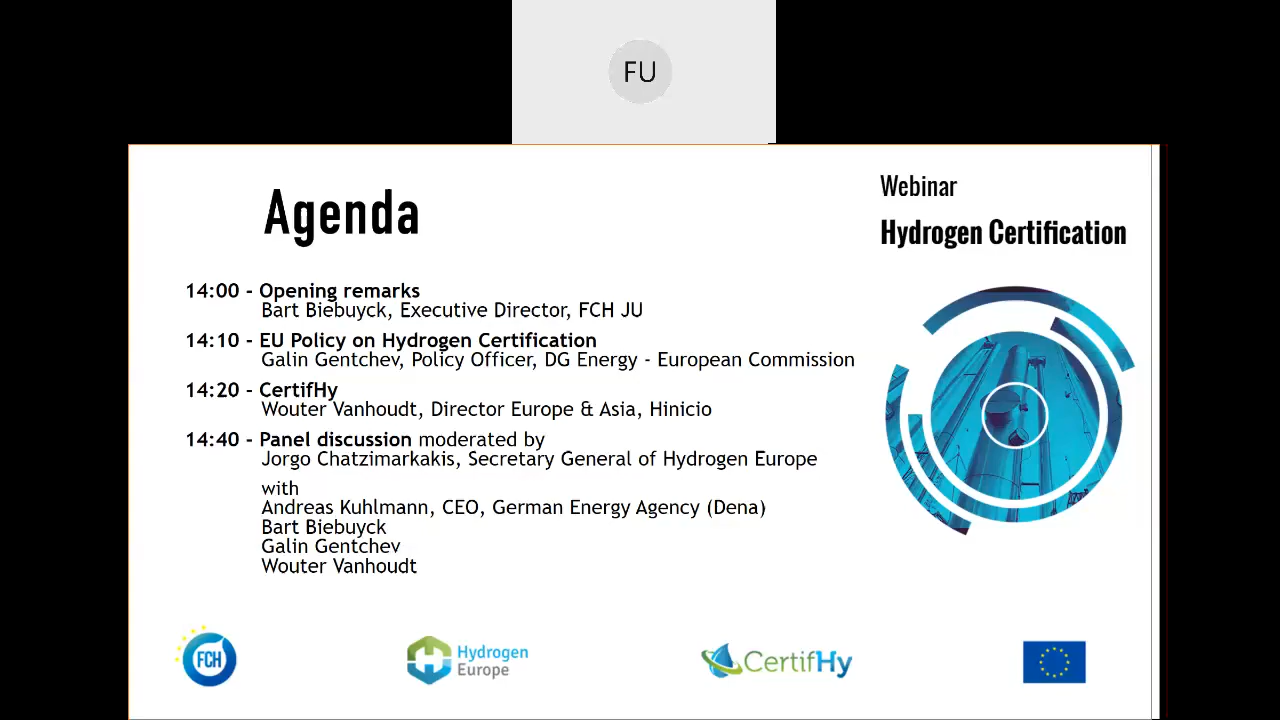 FU
Agenda
Webinar
Hydrogen Certification
14:00 - Opening remarks
Bart Biebuyck, Executive Director, FCH JU
14:10 - EU Policy on Hydrogen Certification
Galin Gentchev, Policy Officer, DG Energy - European Commission
14:20 - CertifHy
Wouter Vanhoudt, Director Europe & Asia, Hinicio
14:40 - Panel discussion moderated by
Jorgo Chatzimarkakis, Secretary General of Hydrogen Europe
with
Andreas Kuhlmann, CEO, German Energy Agency (Dena)
Bart Biebuyck
Galin Gentchev
Wouter Vanhoudt
FCH
Hydrogen
Europe
CertifHy